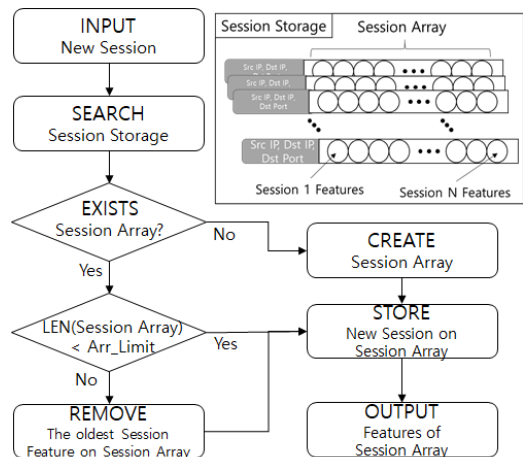 INPUT
New Session
SEARCH
Session Storage
EXISTS
Session Array?
No
Yes
LEN(Session Array)
< Arr_Limit
Yes
No
REMOVE
The oldest Session
Feature on Session Array
CREATE
Session Array
STORE
New Session on
Session Array
OUTPUT
Features of
Session Array
Session Storage
Session Array
Src IP, Dst IP,
Src IP, Dst IP,
Src IP, Dst IP,
Dst Port
Src IP, Dst IP,
Dst Port
Session 1 Features
Session N Features